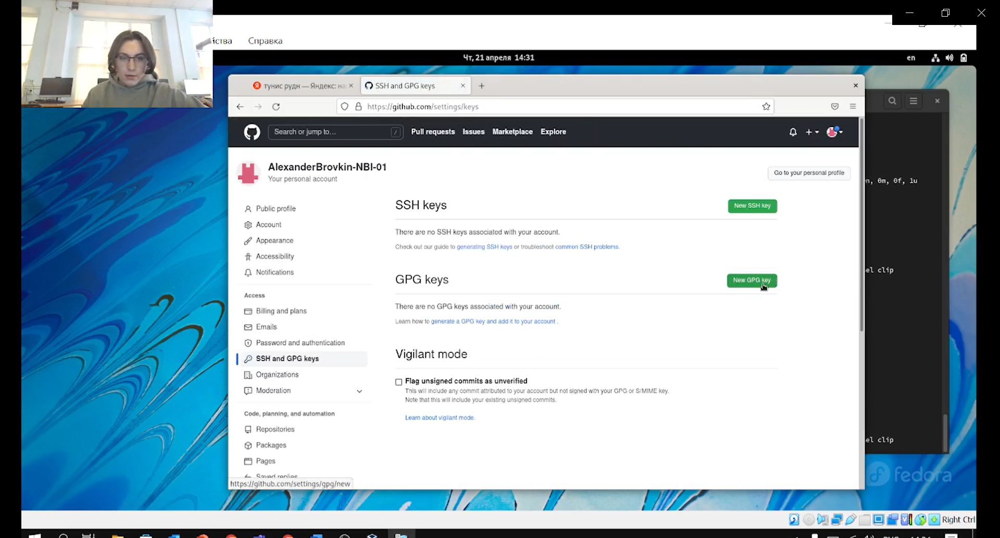 Справка
Чт, 21 апреля 14:31
en
тунис рудн — Яндекс: на
SSH and GPG keys
https://github.com/settings/keys
Search or jump to...
/
Pull requests
Issues
Marketplace
Explore
AlexanderBrovkin-NBI-01
Your personal account
Go to your personal profile
Public profile
Account
Appearance
Accessibility
Notifications
Access
Billing and plans
Emails
Password and authentication
SSH and GPG keys
Organizations
Moderation
Code, planning, and automation
Repositories
Packages
Pages
Saved replies
https://github.com/settings/gpg/new
SSH keys
New SSH key
There are no SSH keys associated with your account.
Check out our guide to generating SSH keys or troubleshoot common SSH problems.
GPG keys
New GPG key
There are no GPG keys associated with your account.
Learn how to generate a GPG key and add it to your account .
Vigilant mode
Flag unsigned commits as unverified
This will include any commit attributed to your account but not signed with your GPG or S/MIME key.
Note that this will include your existing unsigned commits.
Learn about vigilant mode.
n, 0m, 0f, 1u
el clip
el clip
fedora
Right Ctrl